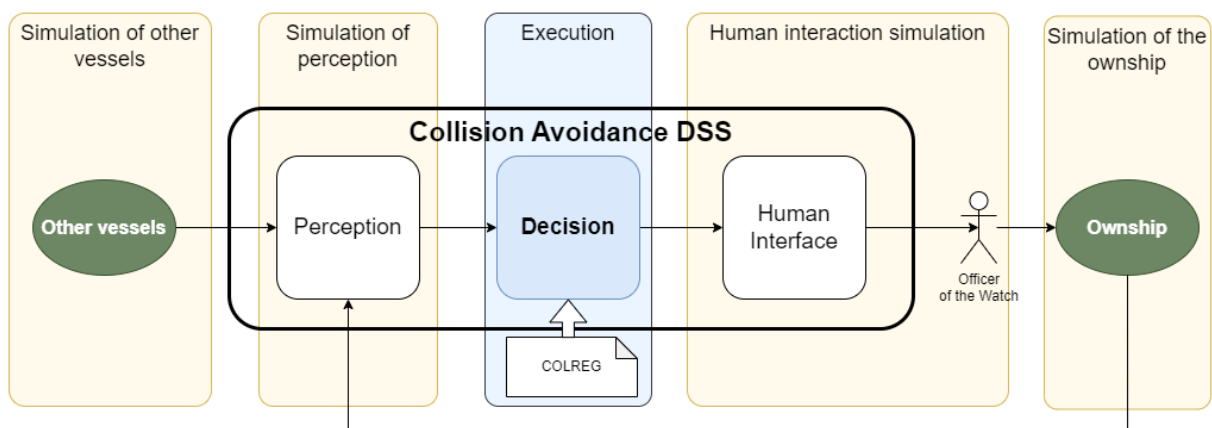 Simulation of other
vessels
Simulation of
perception
Execution
Human interaction simulation
Simulation of the
ownship
Collision Avoidance DSS
Other vessels
Perception
Decision
Human
Interface
Officer
of the Watch
Ownship
COLREG